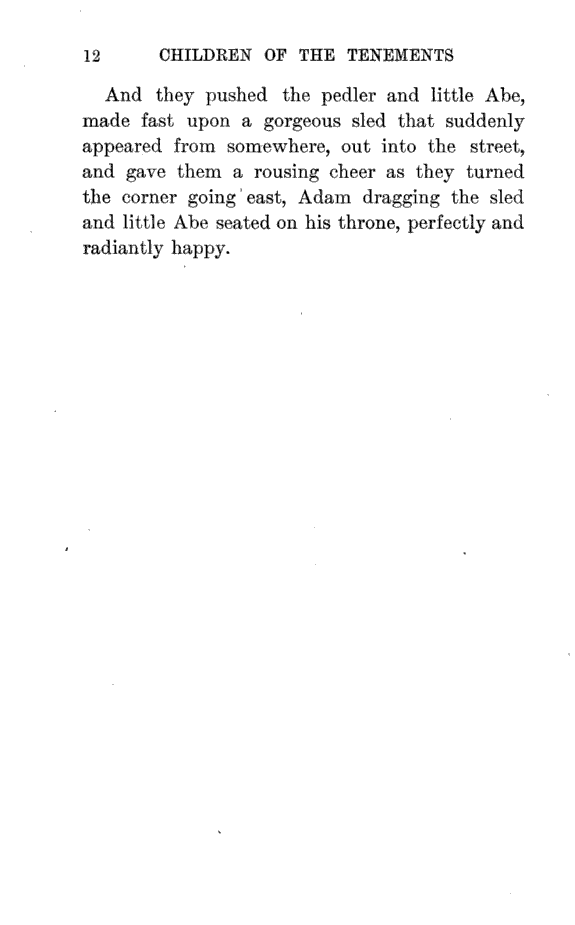 12 CHILDREN OF THE TENEMENTS
And they pushed the pedler and little Abe,
made fast upon a gorgeous sled that suddenly
appeared from somewhere, out into the street,
and gave them a rousing cheer as they turned
the corner going east, Adam dragging the sled
and little Abe seated on his throne, perfectly and
radiantly happy.